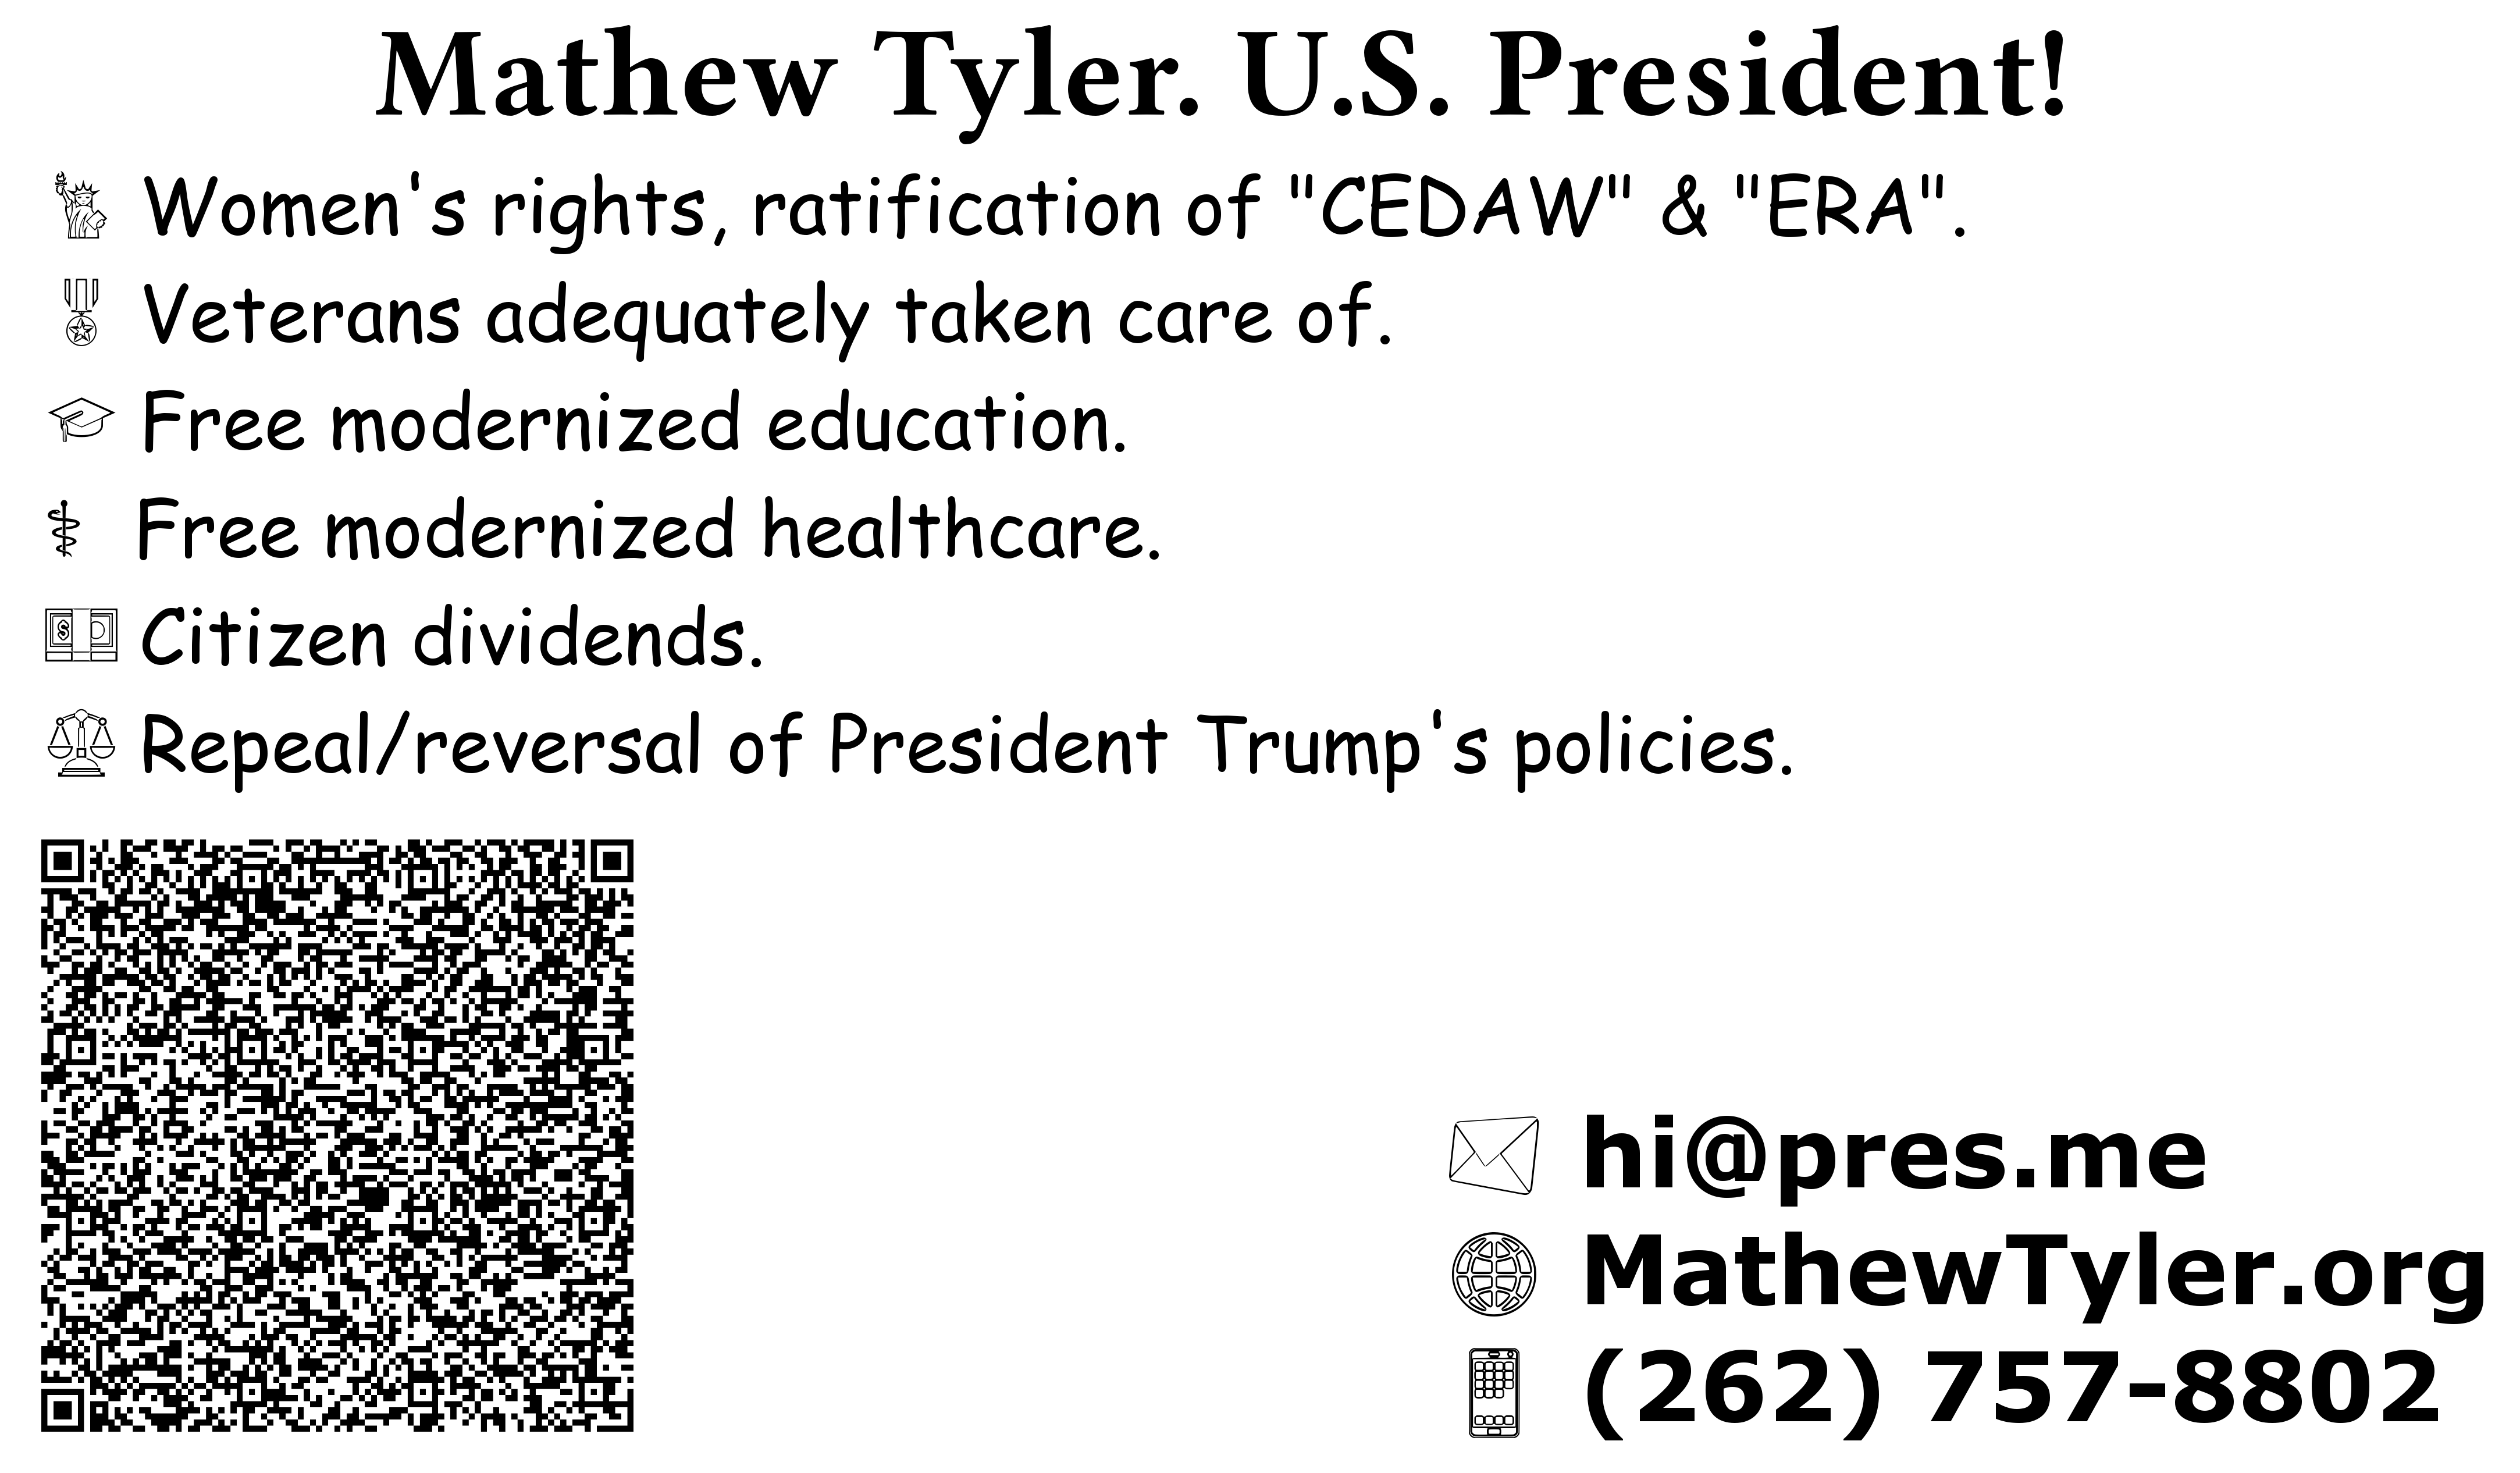 Mathew Tyler. U.S. President!
Women's rights, ratification of "CEDAW" & "ERA".
Veterans adequately taken care of.
Free modernized education.
Free modernized healthcare.
Citizen dividends.
Repeal/reversal of President Trump's policies.
hi@pres.me
MathewTyler.org
(262) 757-8802